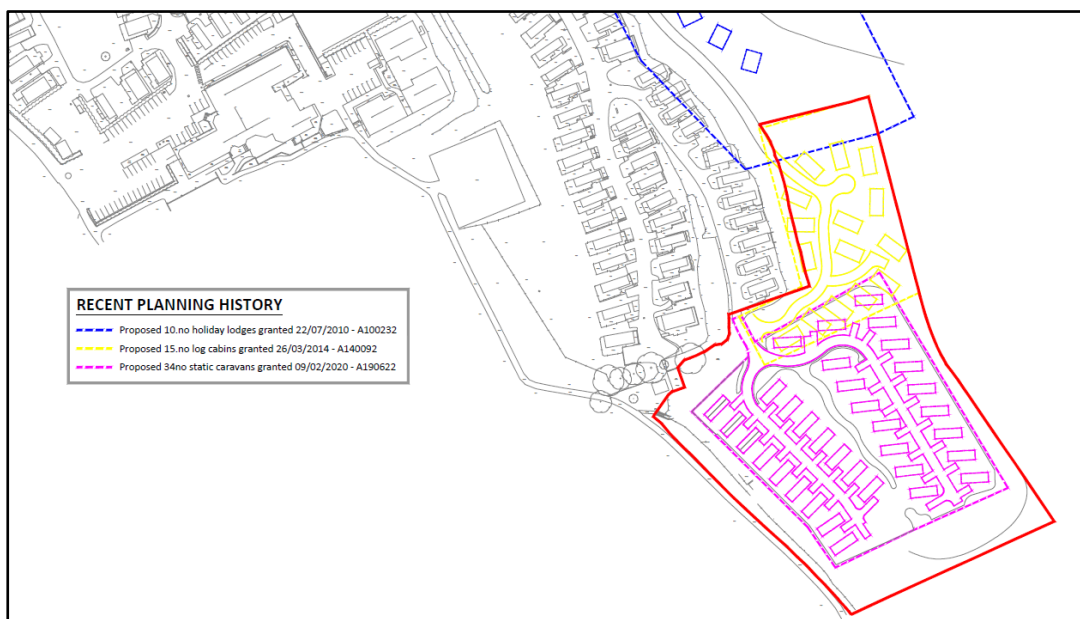 RECENT PLANNING HISTORY
Proposed 10.no holiday lodges granted 22/07/2010 - A100232
Proposed 15.no log cabins granted 26/03/2014 - A140092
Proposed 34no static caravans granted 09/02/2020 - A190622